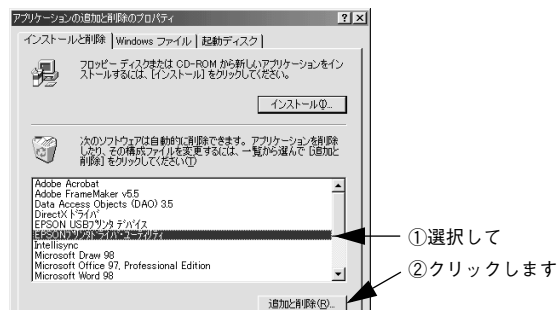 アプリケーションの追加と削除のプロパティ
インストールと削除 Windows ファイル 起動ディスク
フロッピー ディスクまたは CD-ROM から新しいアプリケーションをイン
ストールするには、[インストール] をクリックしてください。
インストール(I)...
次のソフトウェアは自動的に削除できます。アプリケーションを削除
したり、その構成ファイルを変更するには、一覧から選んで [追加と
削除] をクリックしてください(T)
Adobe Acrobat
Adobe FrameMaker v5.5
Data Access Objects (DAO) 3.5
DirectX ドライバ
EPSON USBプリンタ デバイス
EPSONプリンタドライバ・ユーティリティ
Intellisync
Microsoft Draw 98
Microsoft Office 97, Professional Edition
Microsoft Word 98
追加と削除(R)...
①選択して
②クリックします